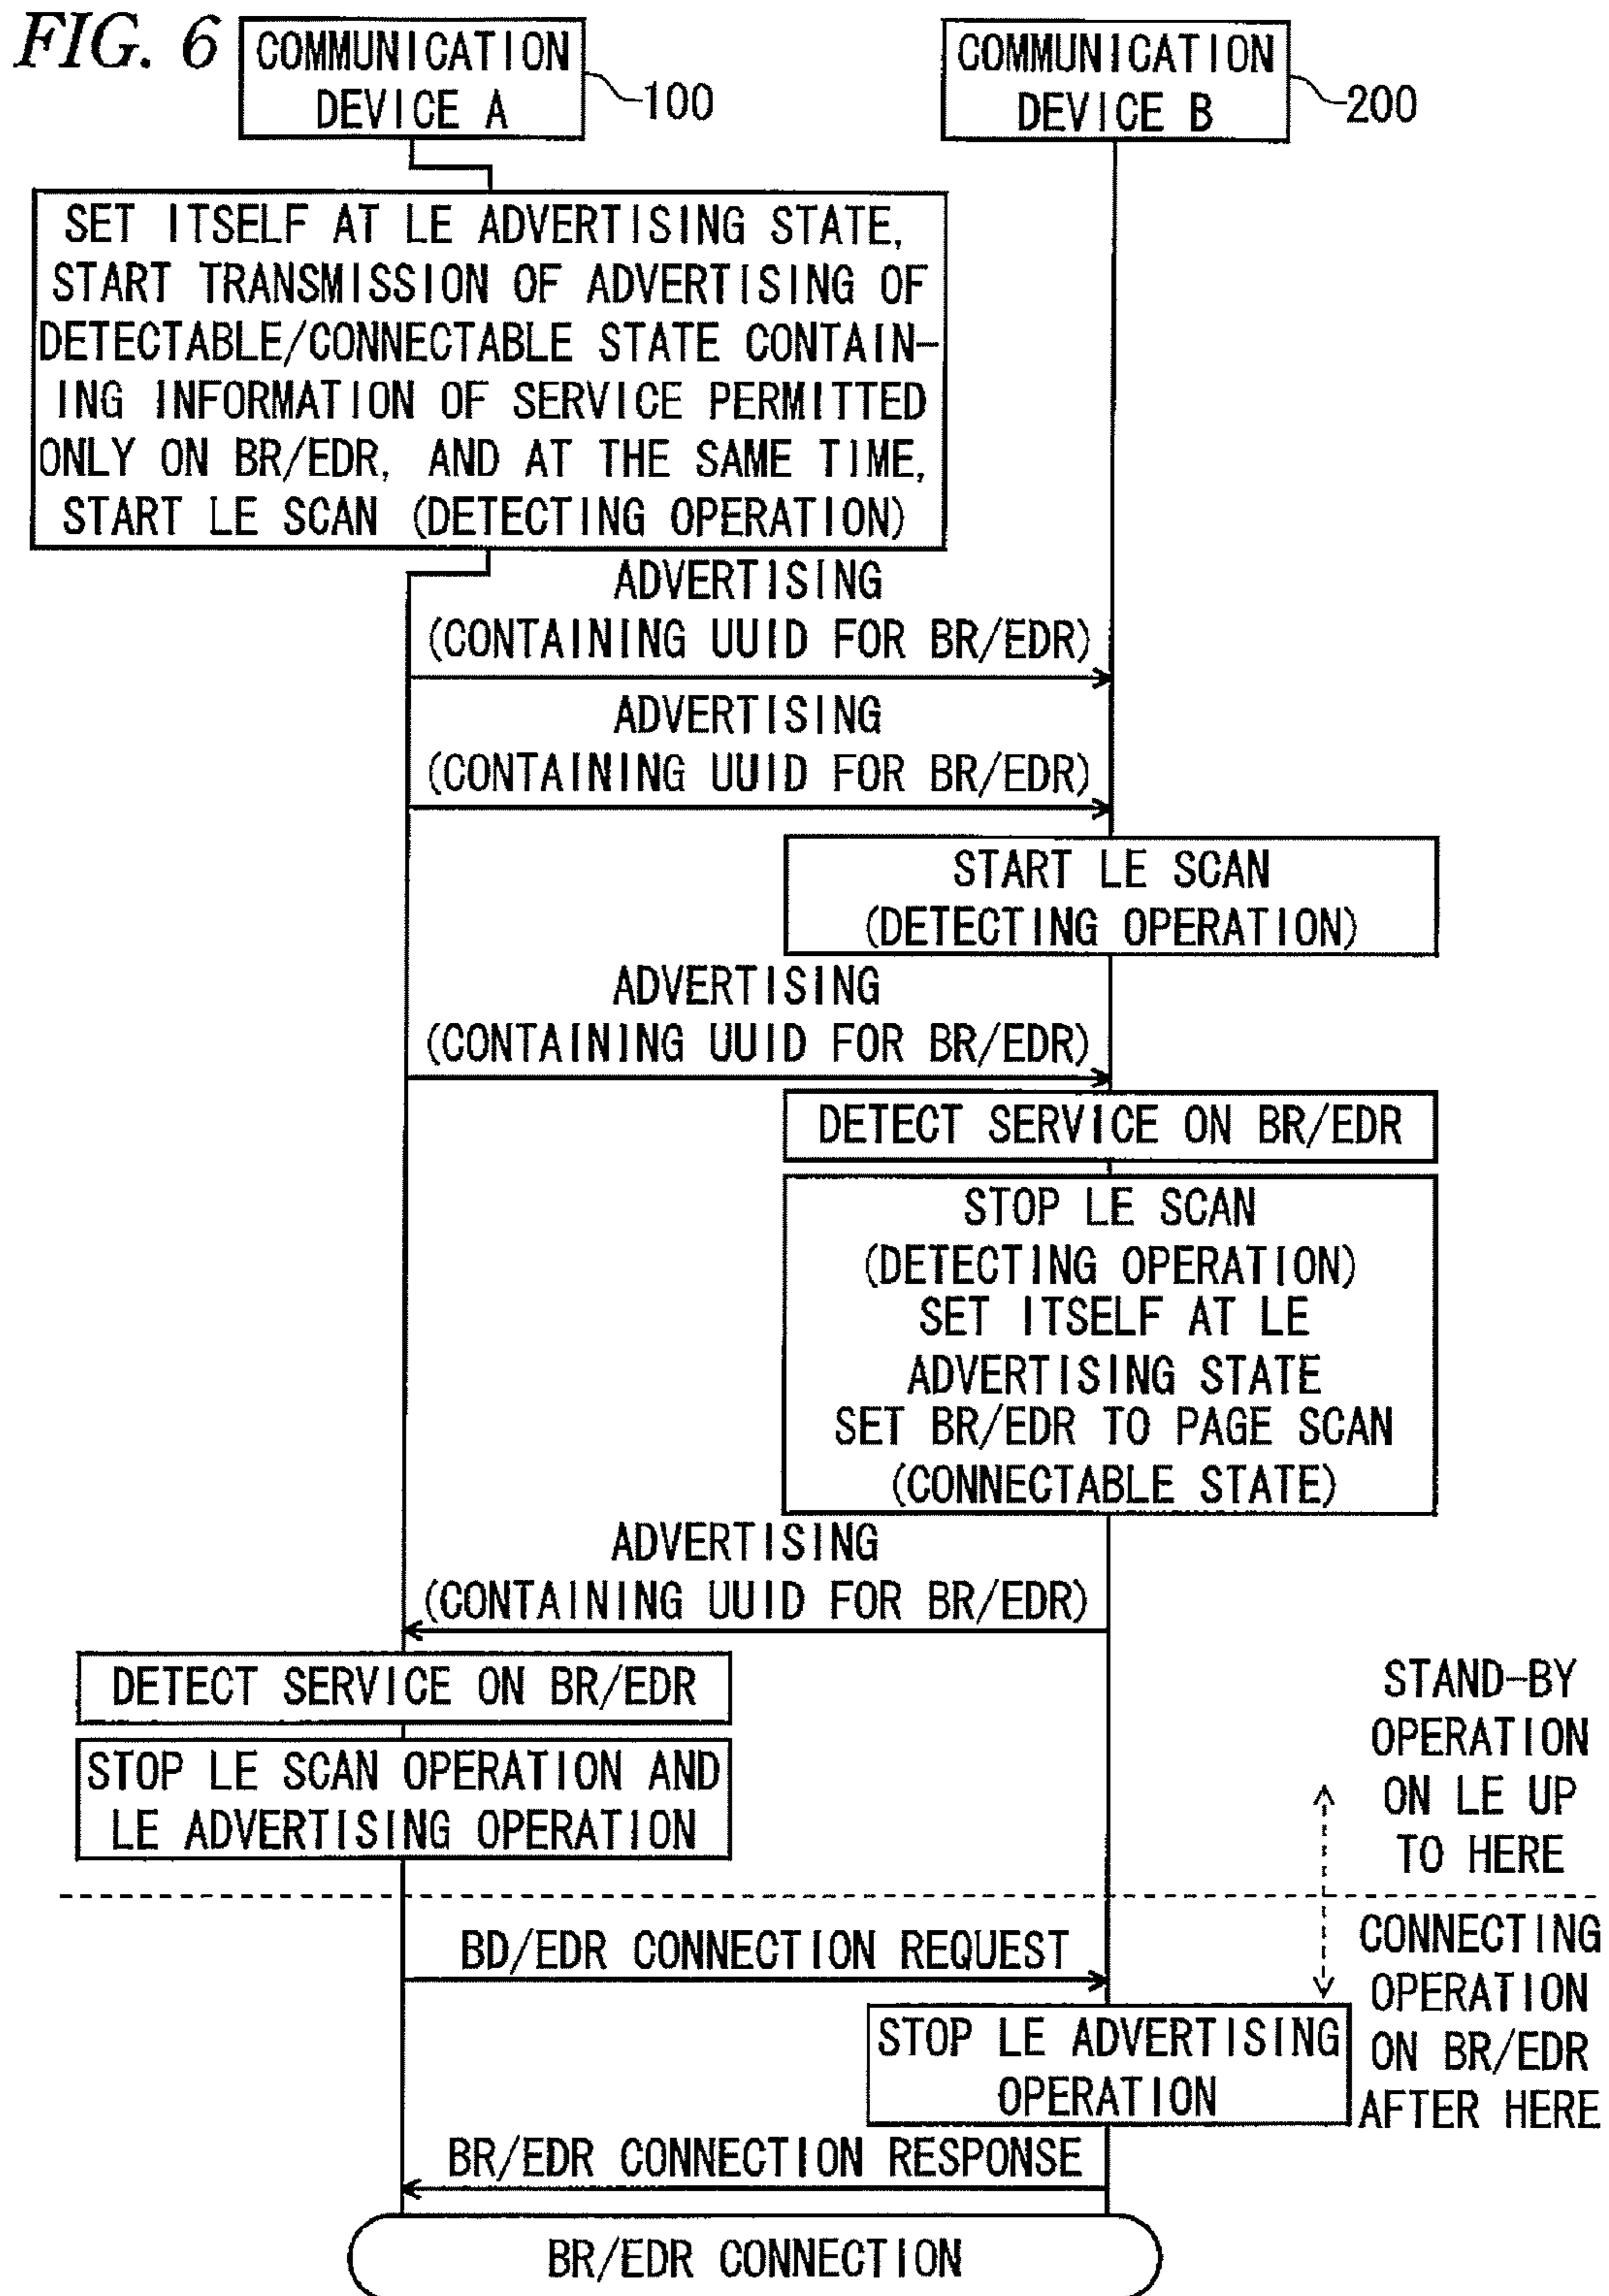 FIG. 6
COMMUNICATION
DEVICE A
100
COMMUNICATION
DEVICE B
200
SET ITSELF AT LE ADVERTISING STATE,
START TRANSMISSION OF ADVERTISING OF
DETECTABLE/CONNECTABLE STATE CONTAIN-
ING INFORMATION OF SERVICE PERMITTED
ONLY ON BR/EDR, AND AT THE SAME TIME,
START LE SCAN (DETECTING OPERATION)
ADVERTISING
(CONTAINING UUID FOR BR/EDR)
ADVERTISING
(CONTAINING UUID FOR BR/EDR)
START LE SCAN
(DETECTING OPERATION)
ADVERTISING
(CONTAINING UUID FOR BR/EDR)
DETECT SERVICE ON BR/EDR
STOP LE SCAN
(DETECTING OPERATION)
SET ITSELF AT LE
ADVERTISING STATE
SET BR/EDR TO PAGE SCAN
(CONNECTABLE STATE)
ADVERTISING
(CONTAINING UUID FOR BR/EDR)
DETECT SERVICE ON BR/EDR
STOP LE SCAN OPERATION AND
LE ADVERTISING OPERATION
STAND-BY
OPERATION
ON LE UP
TO HERE
BD/EDR CONNECTION REQUEST
STOP LE ADVERTISING
OPERATION
CONNECTING
OPERATION
ON BR/EDR
AFTER HERE
BR/EDR CONNECTION RESPONSE
BR/EDR CONNECTION